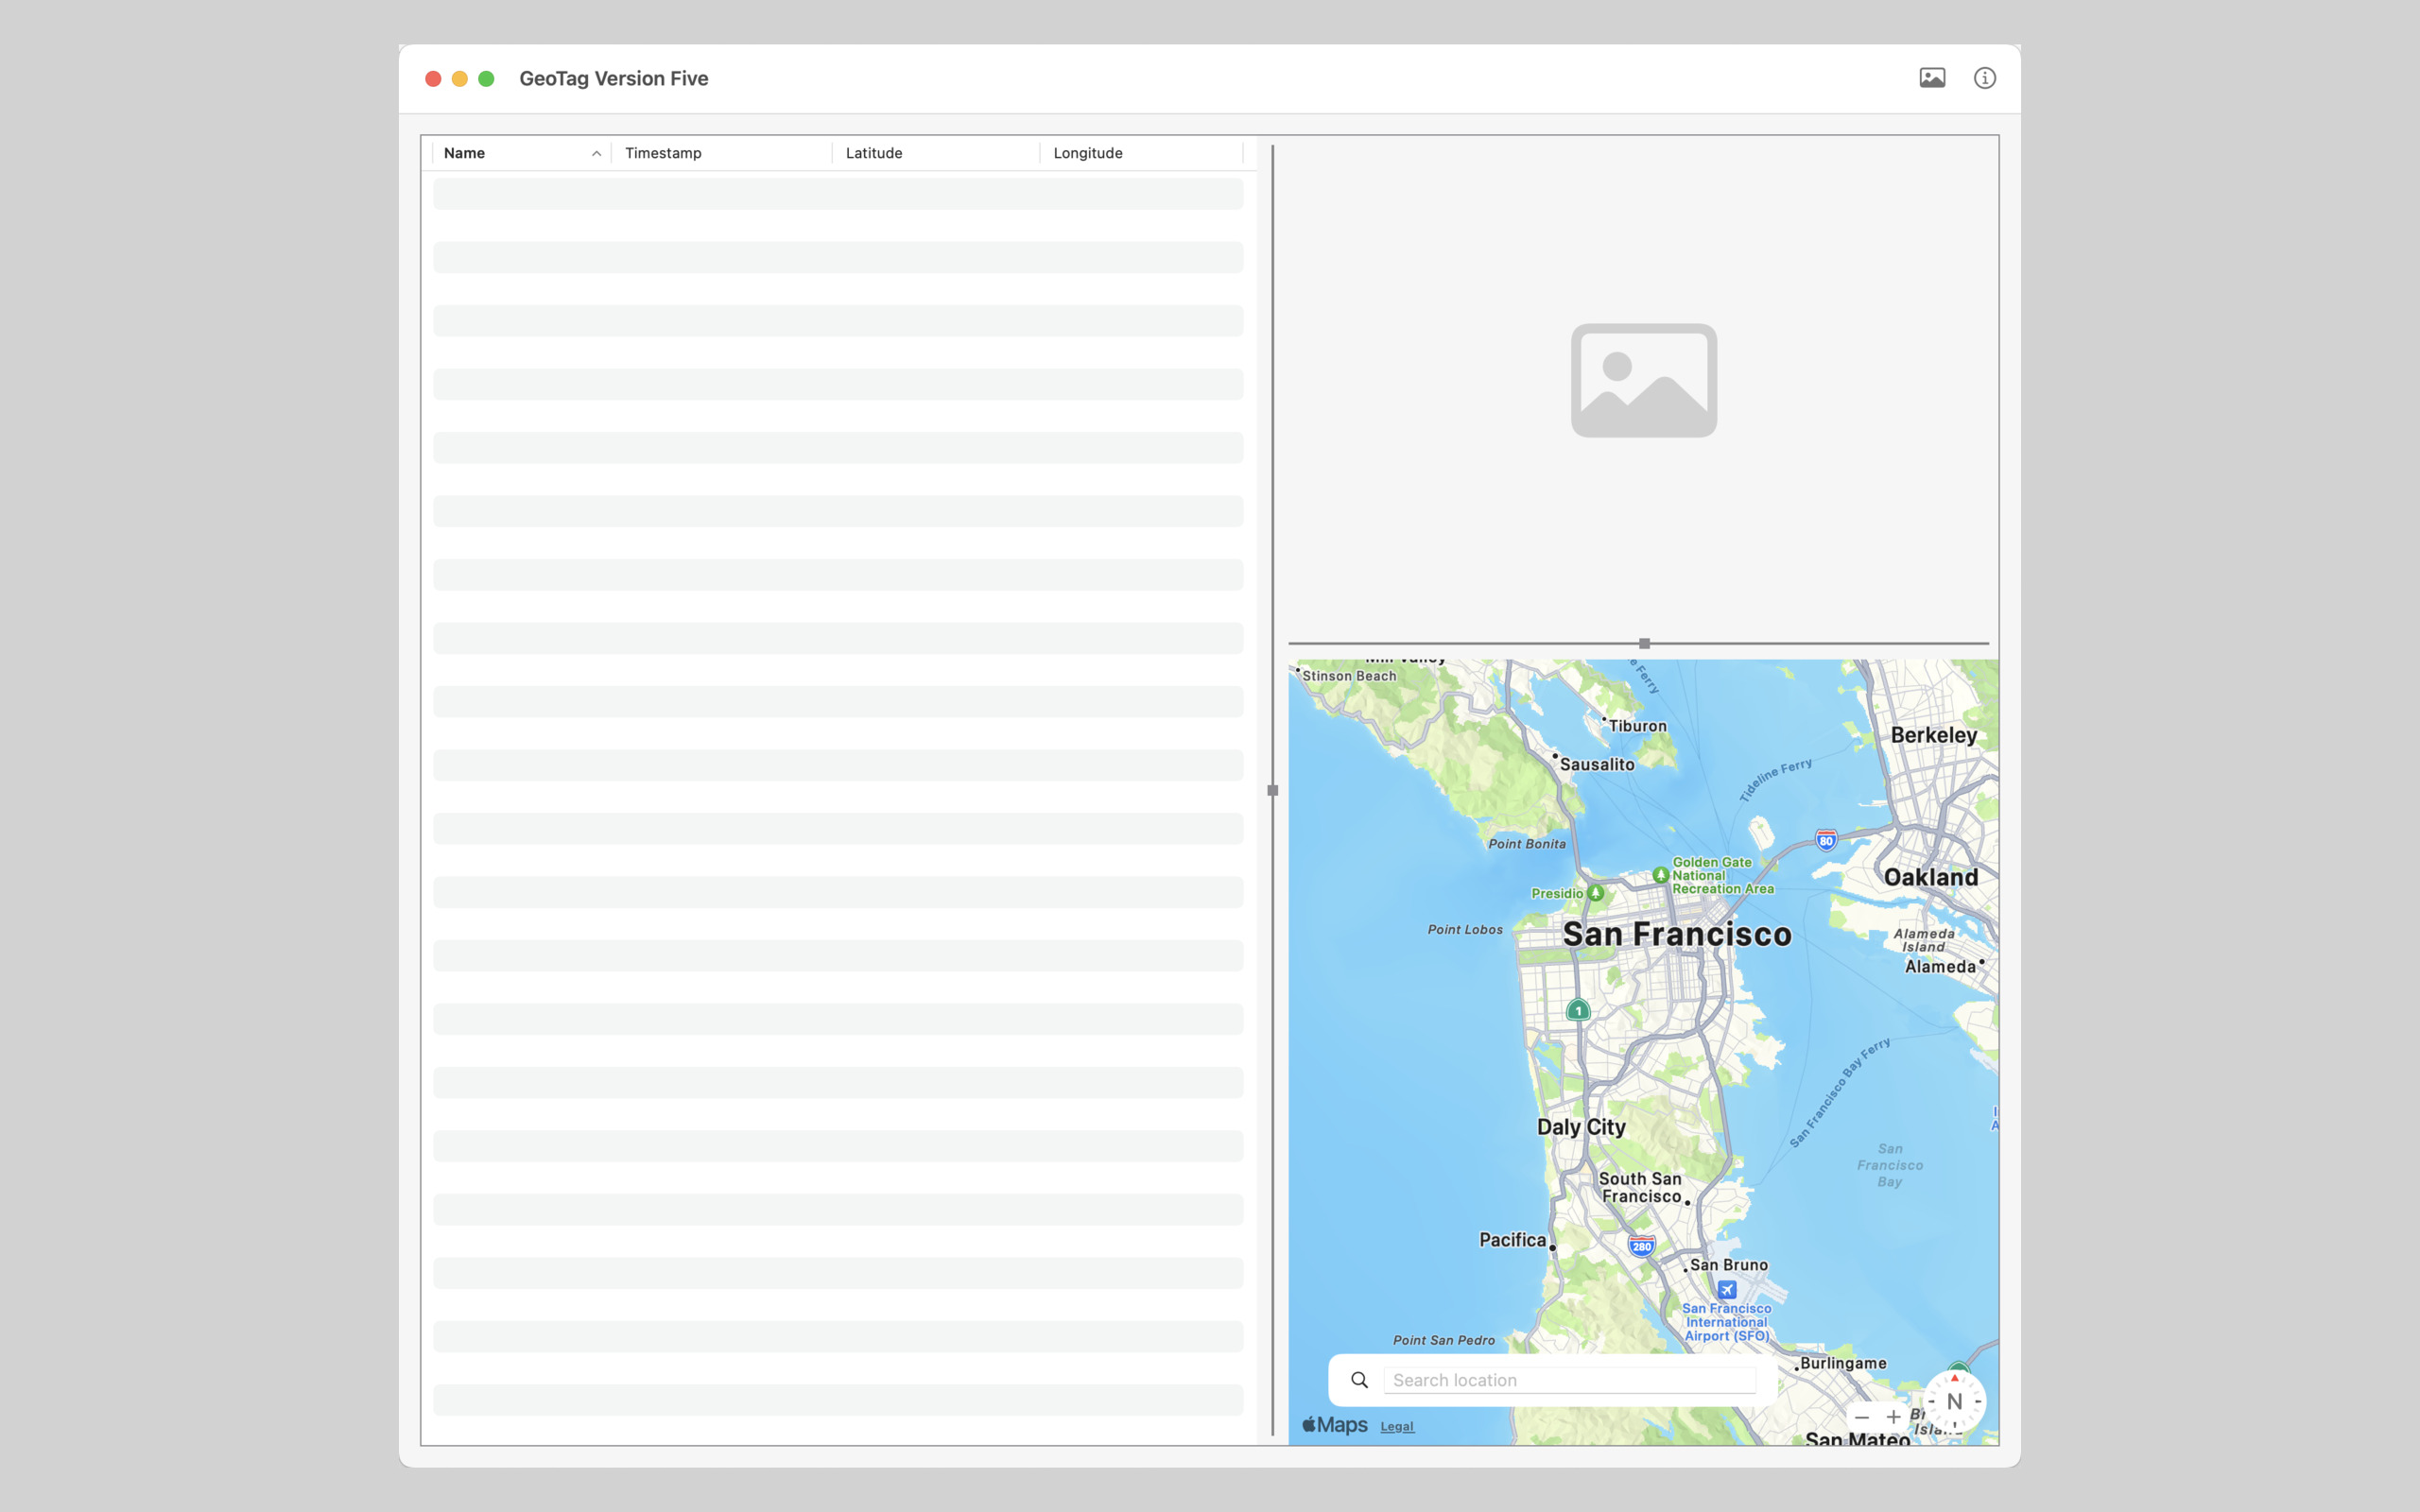 GeoTag Version Five
Name
Timestamp
Latitude
Longitude
Mill Valley
Stinson Beach
Tiburon
Sausalito
Berkeley
Tideline Ferry
Point Bonita
80
Golden Gate
National
Recreation Area
Presidio
Oakland
Point Lobos
San Francisco
Alameda
Island
Alameda
1
San Francisco Bay Ferry
Daly City
San
Francisco
Bay
South San
Francisco
Pacifica
280
San Bruno
San Francisco
International
Airport (SFO)
Point San Pedro
Burlingame
Search location
N
Maps
Legal
San Mateo